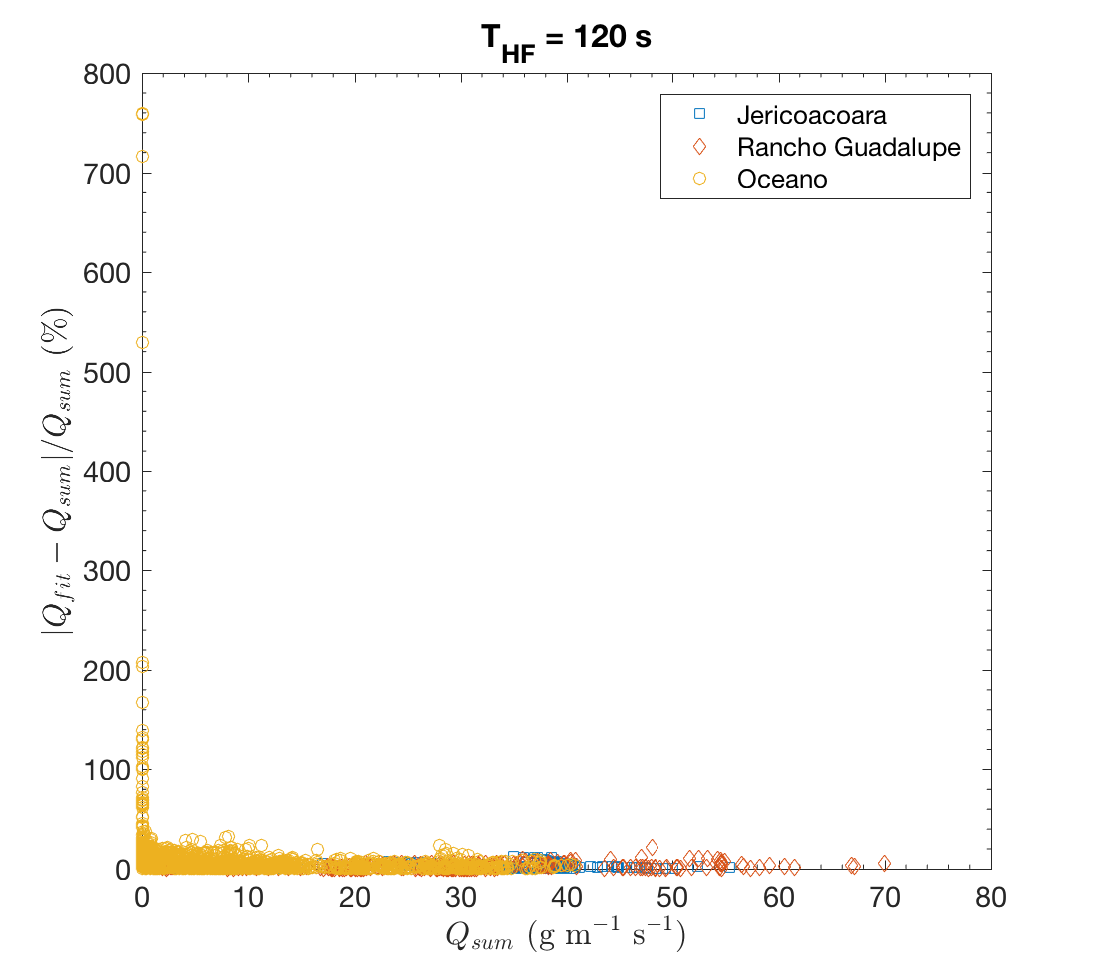 T_HF = 120 s
800
700
600
500
400
300
200
100
0
|Q_fit − Q_sum|/Q_sum (%)
Jericoacoara
Rancho Guadalupe
Oceano
0 10 20 30 40 50 60 70 80
Q_sum (g m⁻¹ s⁻¹)